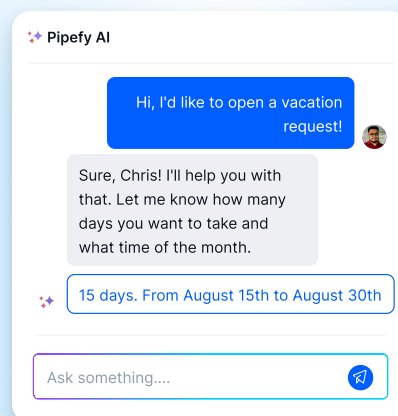 Pipefy AI
Hi, I'd like to open a vacation
request!
Sure, Chris! I'll help you with
that. Let me know how many
days you want to take and
what time of the month.
15 days. From August 15th to August 30th
Ask something....